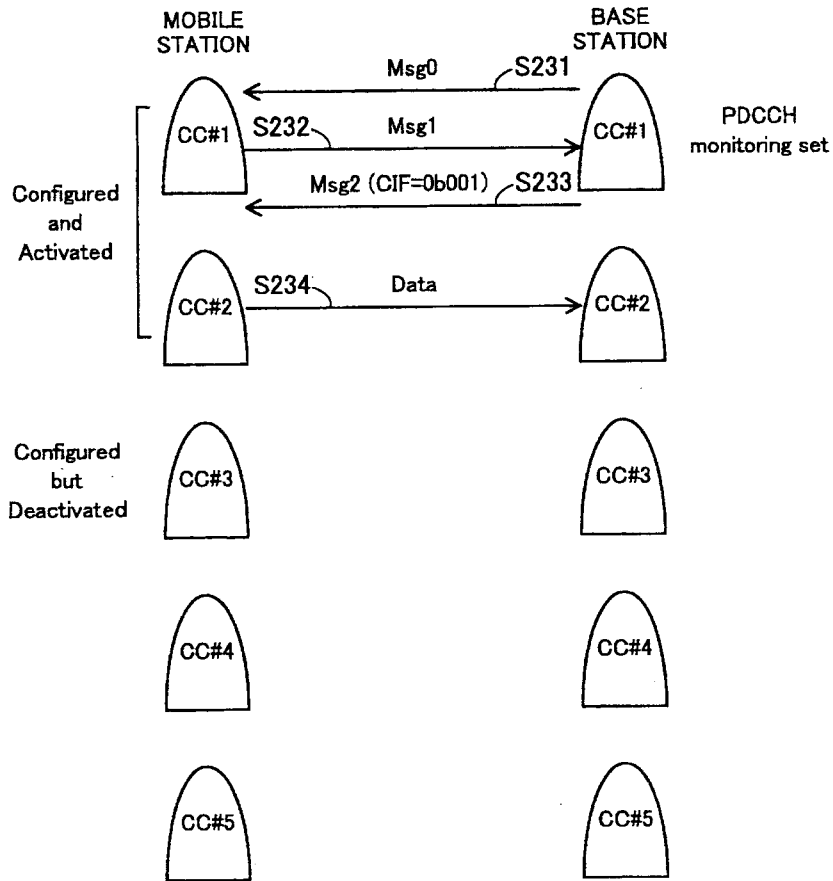 MOBILE
STATION
BASE
STATION
Msg0
S231
CC#1
S232
Msg1
CC#1
PDCCH
monitoring set
Msg2 (CIF=0b001)
S233
Configured
and
Activated
CC#2
S234
Data
CC#2
Configured
but
Deactivated
CC#3
CC#3
CC#4
CC#4
CC#5
CC#5